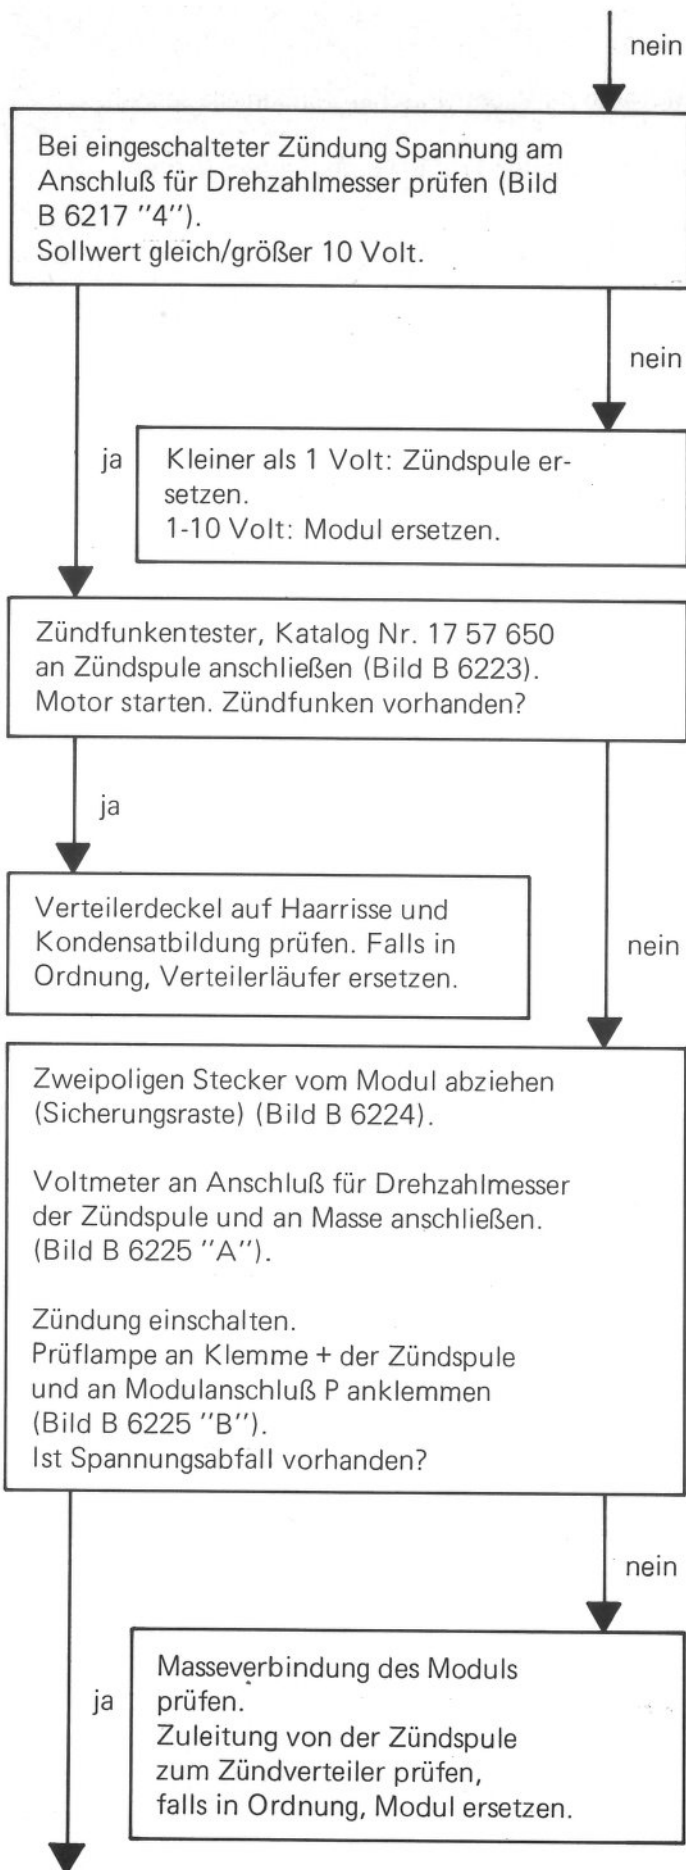 nein
Bei eingeschalteter Zündung Spannung am
Anschluß für Drehzahlmesser prüfen (Bild
B 6217 "4").
Sollwert gleich/größer 10 Volt.
nein
ja
Kleiner als 1 Volt: Zündspule er-
setzen.
1-10 Volt: Modul ersetzen.
Zündfunkentester, Katalog Nr. 17 57 650
an Zündspule anschließen (Bild B 6223).
Motor starten. Zündfunken vorhanden?
ja
Verteilerdeckel auf Haarrisse und
Kondensatbildung prüfen. Falls in
Ordnung, Verteilerläufer ersetzen.
nein
Zweipoligen Stecker vom Modul abziehen
(Sicherungsraste) (Bild B 6224).
Voltmeter an Anschluß für Drehzahlmesser
der Zündspule und an Masse anschließen.
(Bild B 6225 "A").
Zündung einschalten.
Prüflampe an Klemme + der Zündspule
und an Modulanschluß P anklemmen
(Bild B 6225 "B").
Ist Spannungsabfall vorhanden?
nein
ja
Masseverbindung des Moduls
prüfen.
Zuleitung von der Zündspule
zum Zündverteiler prüfen,
falls in Ordnung, Modul ersetzen.